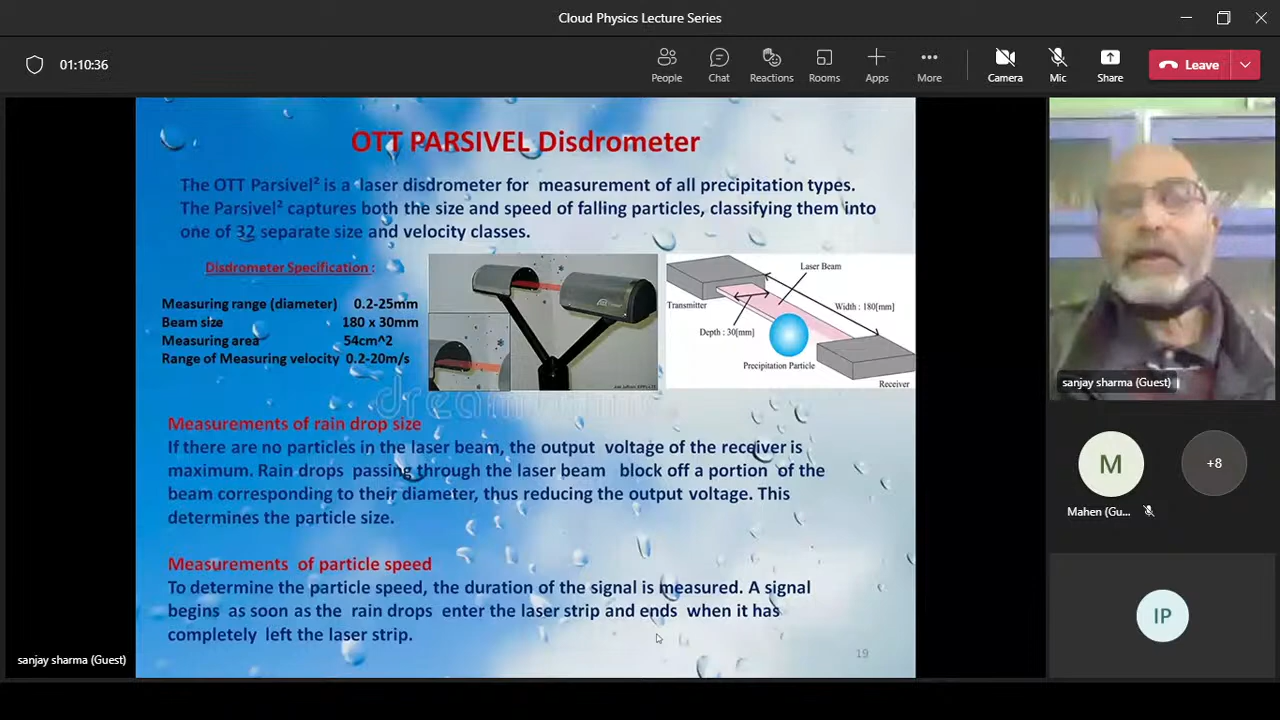 Cloud Physics Lecture Series
01:10:36
People
Chat
Reactions
Rooms
Apps
More
Camera
Mic
Share
Leave
OTT PARSIVEL Disdrometer
The OTT Parsivel² is a laser disdrometer for measurement of all precipitation types.
The Parsivel² captures both the size and speed of falling particles, classifying them into
one of 32 separate size and velocity classes.
Disdrometer Specification :
Measuring range (diameter) 0.2-25mm
Beam size 180 x 30mm
Measuring area 54cm^2
Range of Measuring velocity 0.2-20m/s
Laser Beam
Transmitter
Width : 180[mm]
Depth : 30[mm]
Precipitation Particle
Receiver
Measurements of rain drop size
If there are no particles in the laser beam, the output voltage of the receiver is
maximum. Rain drops passing through the laser beam block off a portion of the
beam corresponding to their diameter, thus reducing the output voltage. This
determines the particle size.
Measurements of particle speed
To determine the particle speed, the duration of the signal is measured. A signal
begins as soon as the rain drops enter the laser strip and ends when it has
completely left the laser strip.
19
sanjay sharma (Guest)
sanjay sharma (Guest)
M
+8
Mahen (Gu...
IP